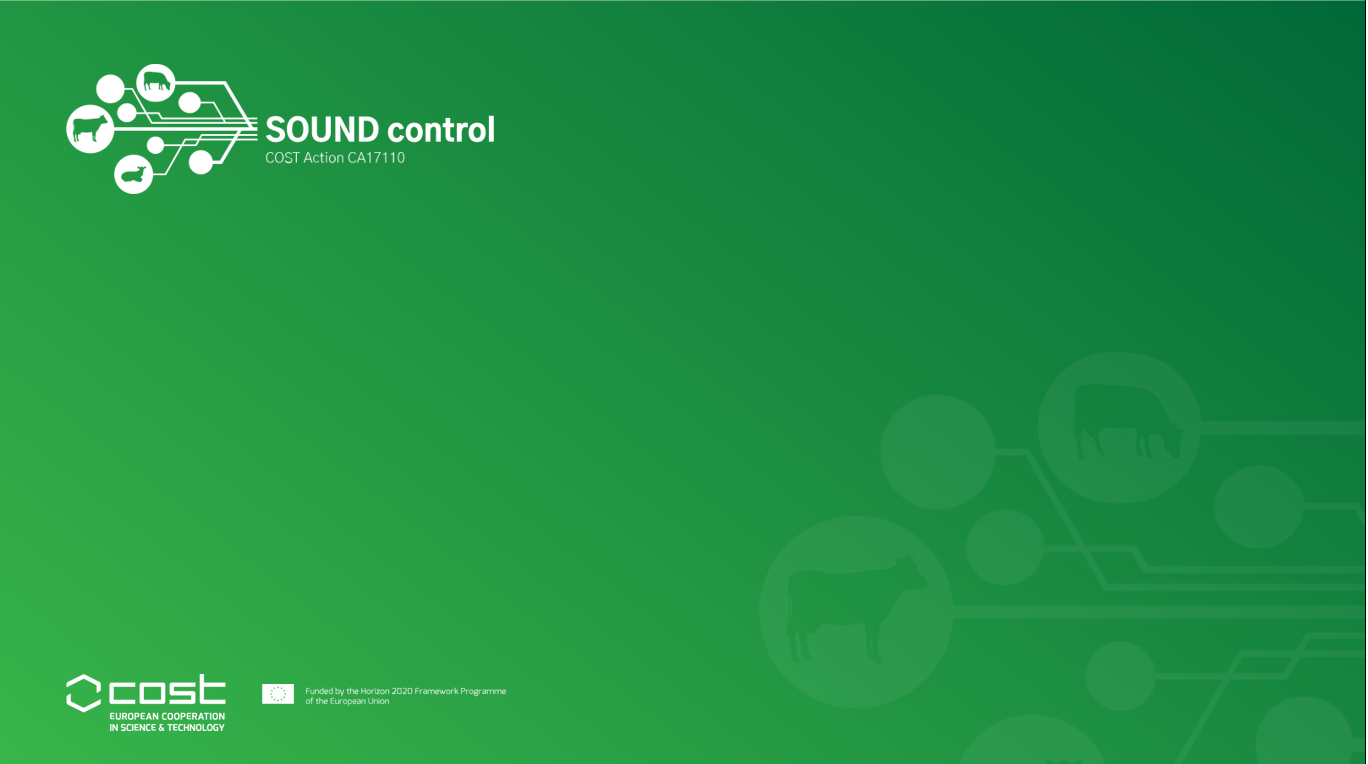 SOUND control
COST Action CA17110
cost
EUROPEAN COOPERATION
IN SCIENCE & TECHNOLOGY
Funded by the Horizon 2020 Framework Programme
of the European Union